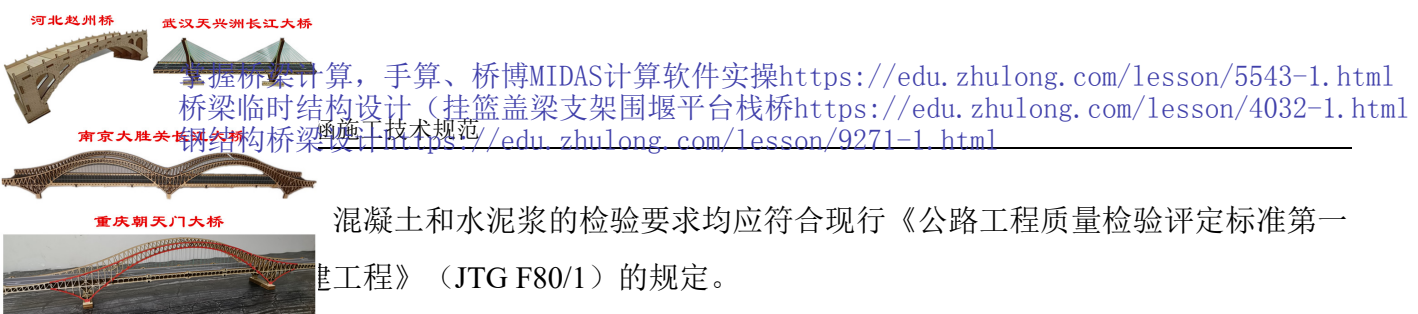 河北赵州桥
武汉天兴洲长江大桥
掌握桥梁计算，手算、桥博MIDAS计算软件实操https://edu.zhulong.com/lesson/5543-1.html
桥梁临时结构设计（挂篮盖梁支架围堰平台栈桥https://edu.zhulong.com/lesson/4032-1.html
钢结构桥梁设计https://edu.zhulong.com/lesson/9271-1.html
南京大胜关长江大桥
涵施工技术规范
重庆朝天门大桥
混凝土和水泥浆的检验要求均应符合现行《公路工程质量检验评定标准第一
建工程》（JTG F80/1）的规定。